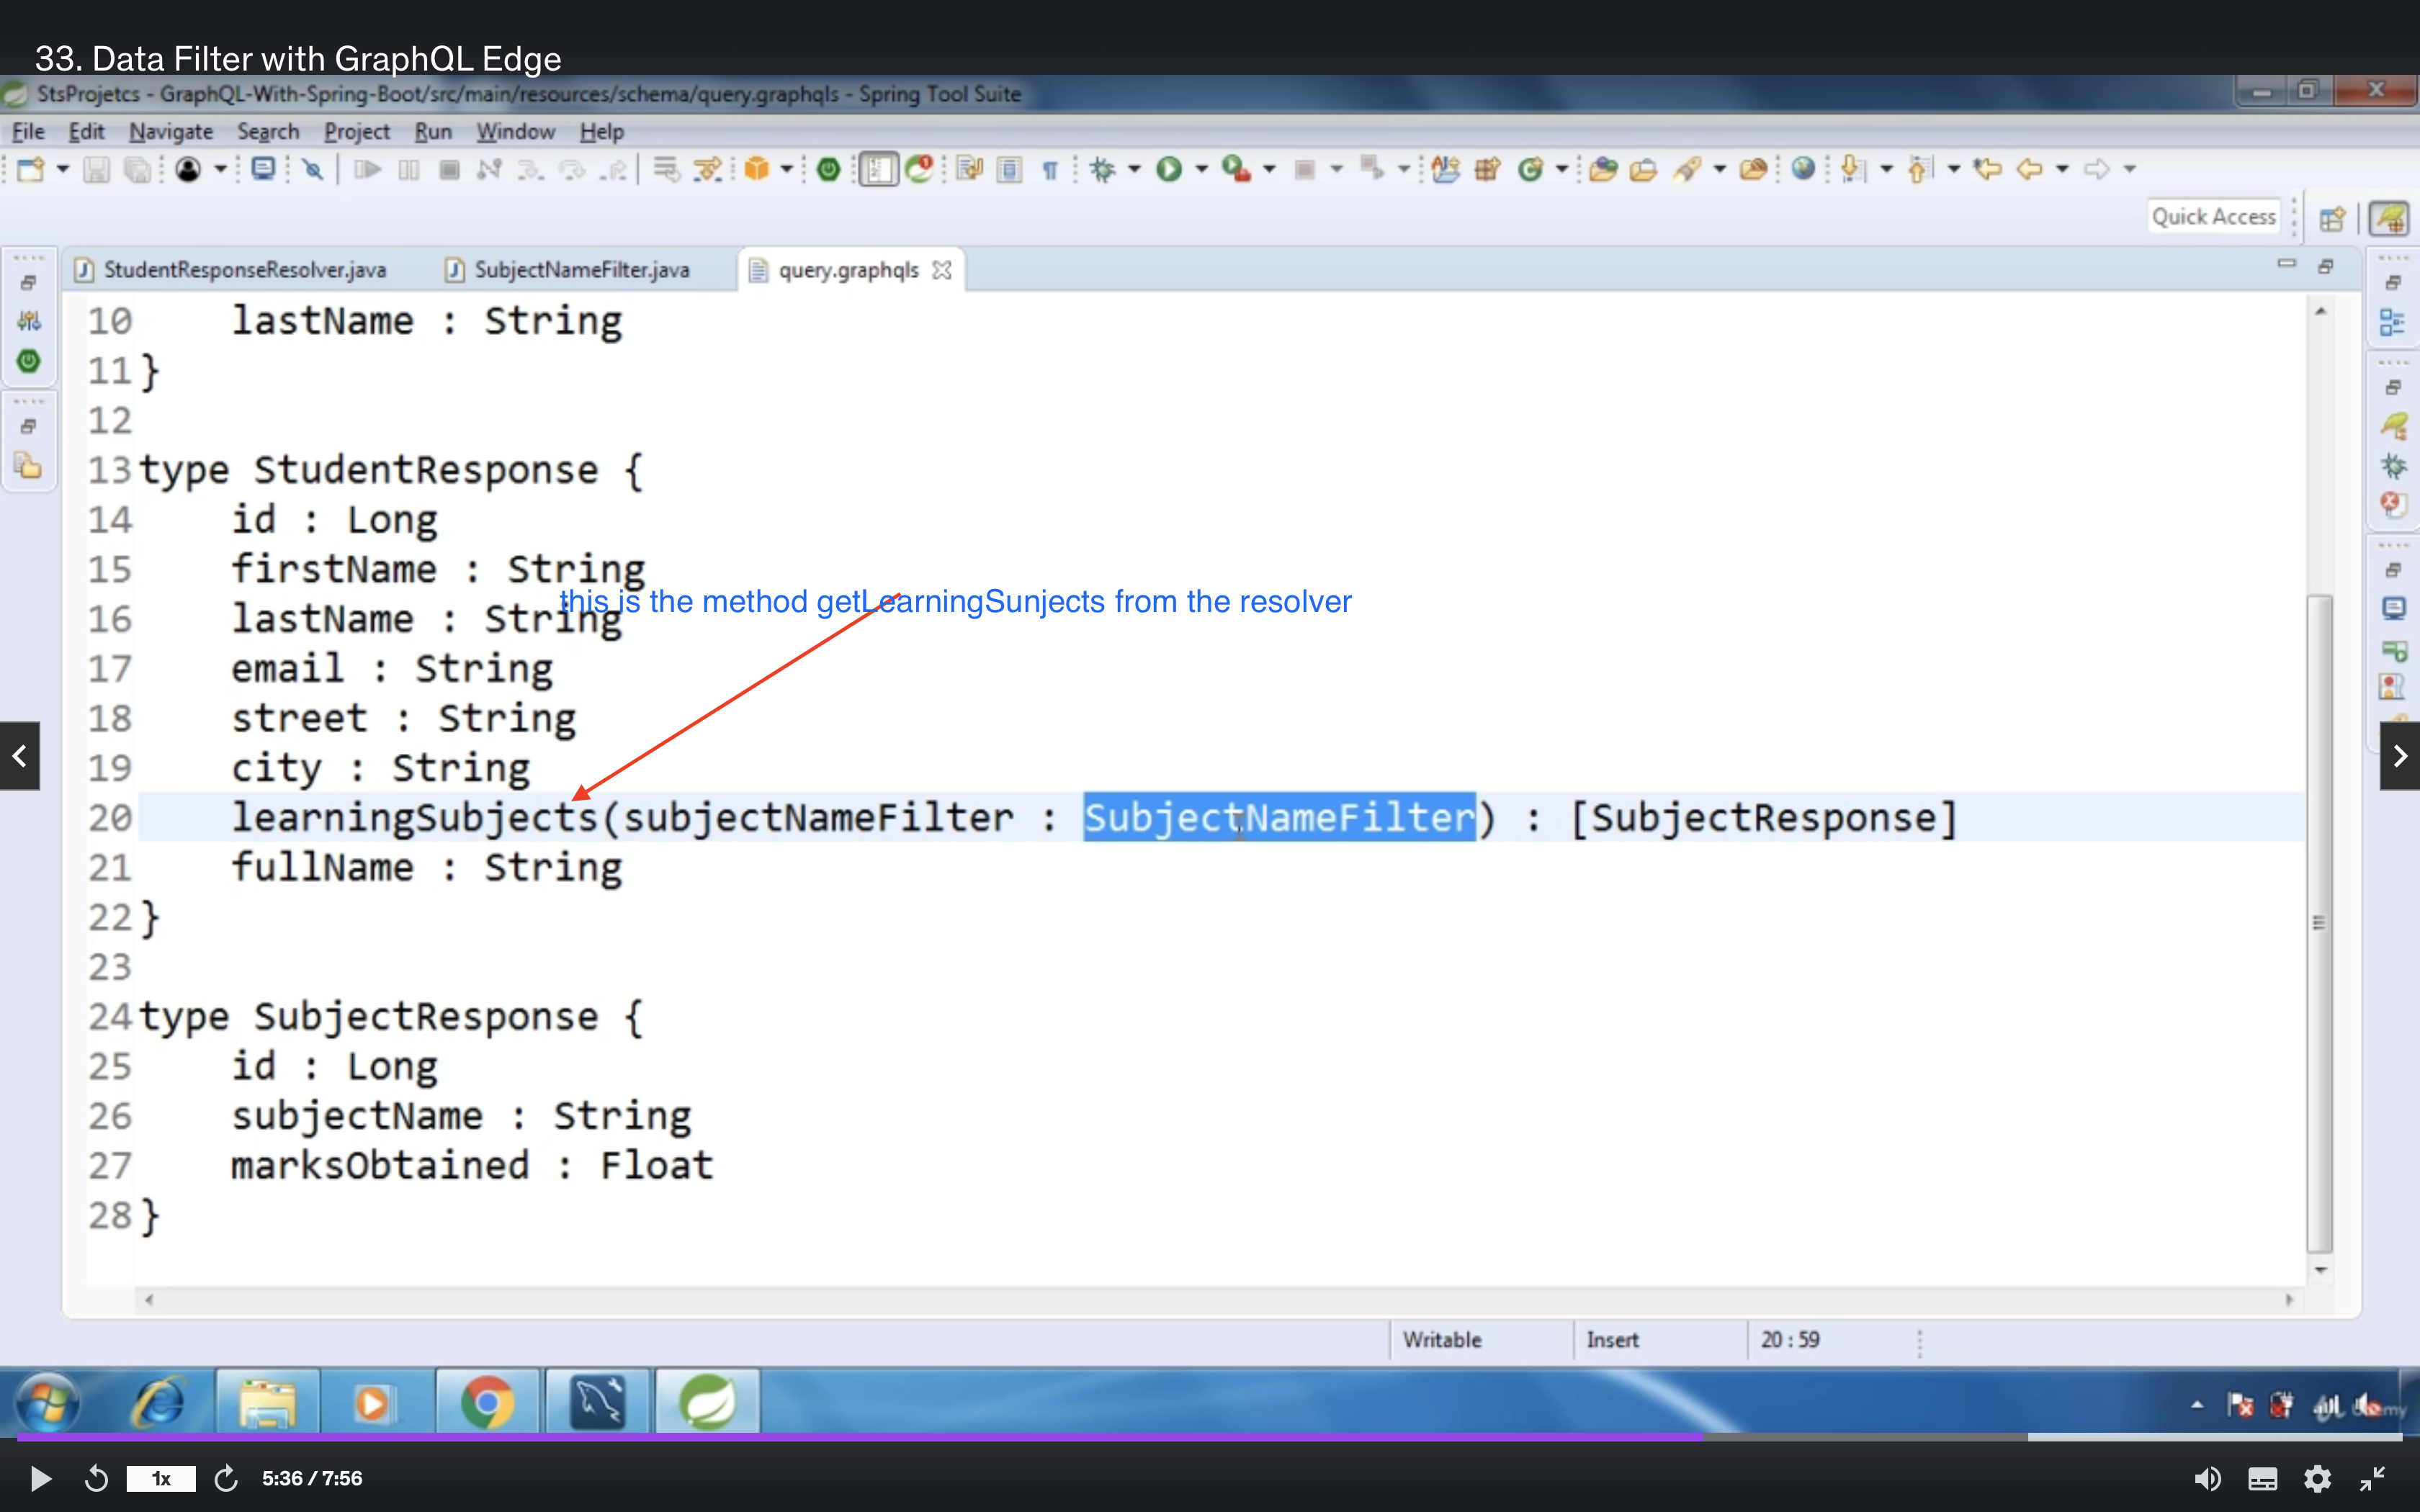 33. Data Filter with GraphQL Edge
StsProjetcs - GraphQL-With-Spring-Boot/src/main/resources/schema/query.graphqls - Spring Tool Suite
File Edit Navigate Search Project Run Window Help
Quick Access
StudentResponseResolver.java SubjectNameFilter.java query.graphqls
10 lastName : String
11 }
12
13 type StudentResponse {
14 id : Long
15 firstName : String
this is the method getLearningSunjects from the resolver
16 lastName : String
17 email : String
18 street : String
19 city : String
20 learningSubjects(subjectNameFilter : SubjectNameFilter) : [SubjectResponse]
21 fullName : String
22 }
23
24 type SubjectResponse {
25 id : Long
26 subjectName : String
27 marksObtained : Float
28 }
Writable Insert 20 : 59
1x 5:36 / 7:56